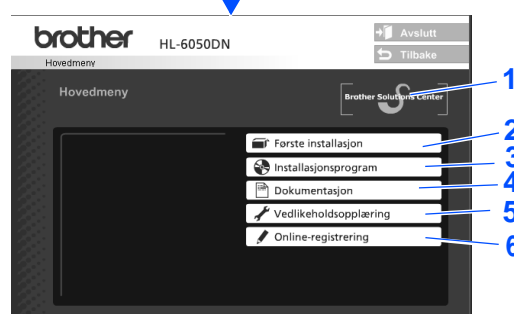 brother
HL-6050DN
Avslutt
Tilbake
Hovedmeny
Hovedmeny
Brother Solutions Center
1
Første installasjon
2
Installasjonsprogram
3
Dokumentasjon
4
Vedlikeholdsopplæring
5
Online-registrering
6